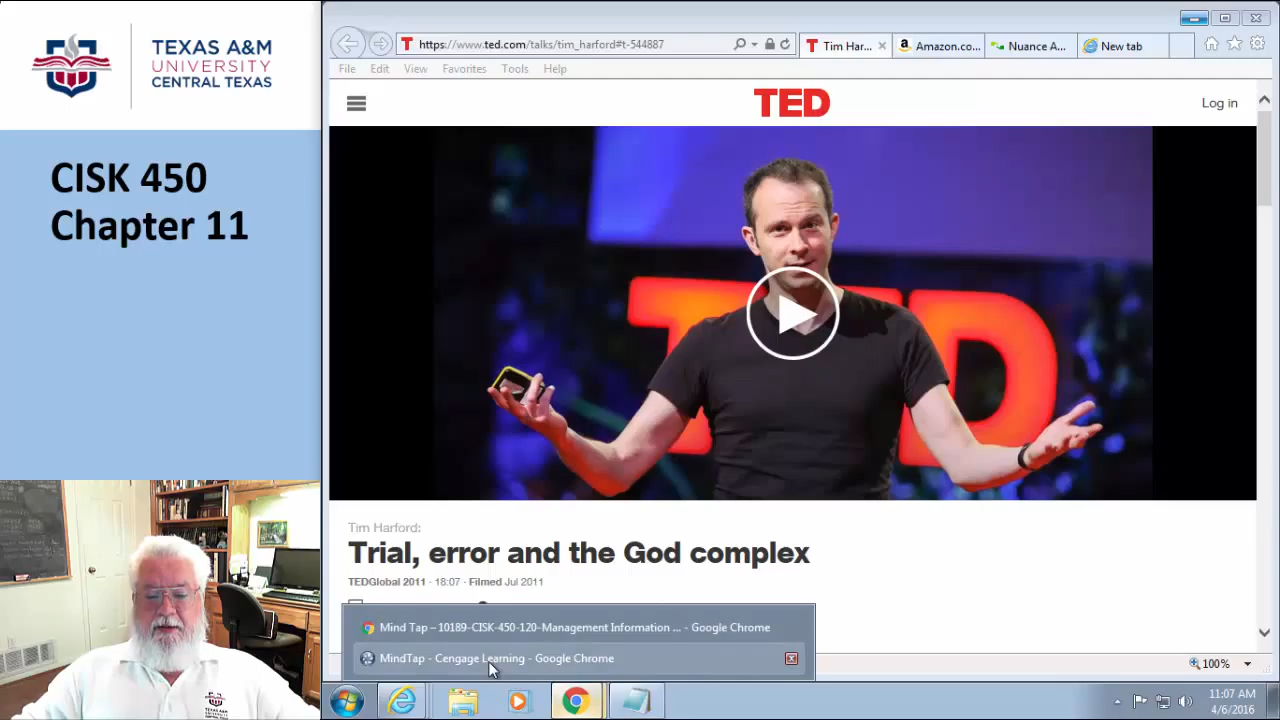 TEXAS A&M
UNIVERSITY
CENTRAL TEXAS
CISK 450
Chapter 11
https://www.ted.com/talks/tim_harford#t-544887
Tim Har...
Amazon.co...
Nuance A...
New tab
File Edit View Favorites Tools Help
TED
Log in
Tim Harford:
Trial, error and the God complex
TEDGlobal 2011 · 18:07 · Filmed Jul 2011
Mind Tap – 10189-CISK-450-120-Management Information ... - Google Chrome
MindTap - Cengage Learning - Google Chrome
100%
11:07 AM
4/6/2016